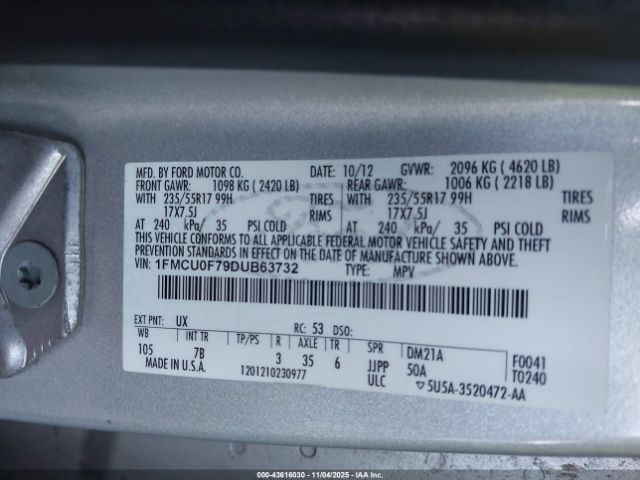 MFD. BY FORD MOTOR CO. DATE: 10/12 GVWR: 2096 KG ( 4620 LB)
FRONT GAWR: 1098 KG ( 2420 LB) REAR GAWR: 1006 KG ( 2218 LB)
WITH 235/55R17 99H TIRES WITH 235/55R17 99H TIRES
17X7.5J RIMS 17X7.5J RIMS
AT 240 kPa/ 35 PSI COLD AT 240 kPa/ 35 PSI COLD
THIS VEHICLE CONFORMS TO ALL APPLICABLE FEDERAL MOTOR VEHICLE SAFETY AND THEFT
PREVENTION STANDARDS IN EFFECT ON THE DATE OF MANUFACTURE SHOWN ABOVE.
VIN: 1FMCU0F79DUB63732 TYPE: MPV
EXT PNT: UX RC: 53 DSO:
WB INT TR TP/PS R AXLE TR SPR DM21A F0041
105 7B 3 35 6 JJPP 50A T0240
MADE IN U.S.A. 1201210230977 ULC ▽5U5A-3520472-AA
00-43616030 - 11/04/2025 - IAAI.COM